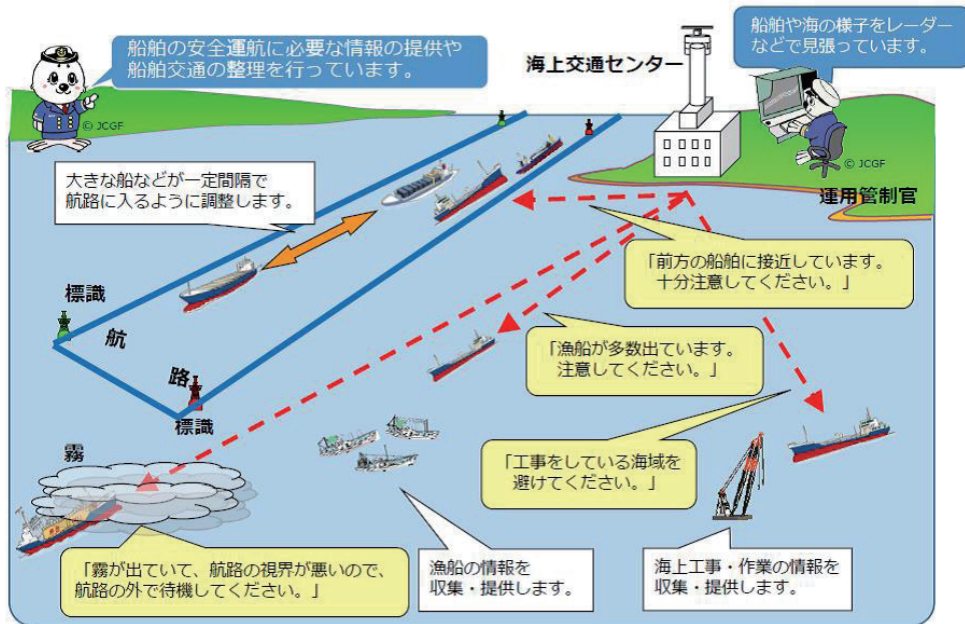 船舶の安全運航に必要な情報の提供や
船舶交通の整理を行っています。
© JCGF
海上交通センター
船舶や海の様子をレーダー
などで見張っています。
© JCGF
運用管制官
大きな船などが一定間隔で
航路に入るように調整します。
「前方の船舶に接近しています。
十分注意してください。」
標識
航
路
標識
「漁船が多数出ています。
注意してください。」
霧
「工事をしている海域を
避けてください。」
「霧が出ていて、航路の視界が悪いので、
航路の外で待機してください。」
漁船の情報を
収集・提供します。
海上工事・作業の情報を
収集・提供します。